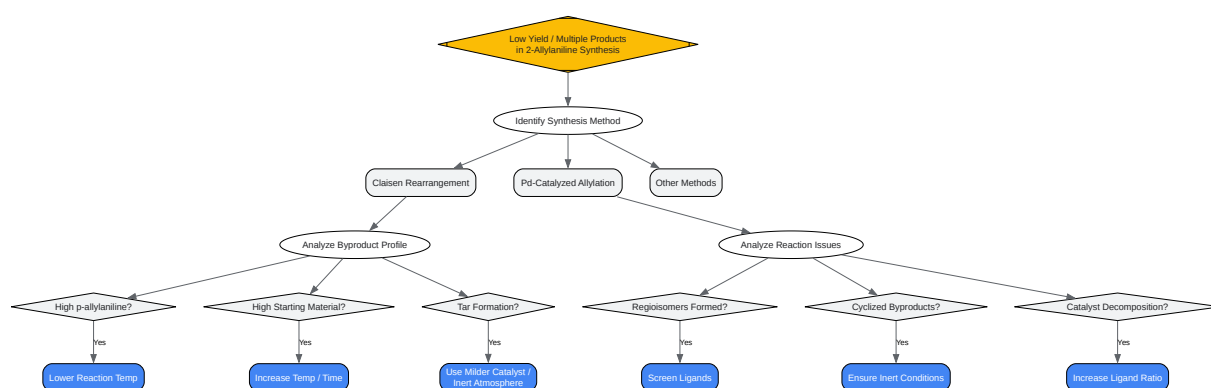 Low Yield / Multiple Products
in 2-Allylaniline Synthesis
Identify Synthesis Method
Claisen Rearrangement
Pd-Catalyzed Allylation
Other Methods
Analyze Byproduct Profile
Analyze Reaction Issues
High p-allylaniline?
High Starting Material?
Tar Formation?
Regioisomers Formed?
Cyclized Byproducts?
Catalyst Decomposition?
Yes
Yes
Yes
Yes
Yes
Yes
Lower Reaction Temp
Increase Temp / Time
Use Milder Catalyst /
Inert Atmosphere
Screen Ligands
Ensure Inert Conditions
Increase Ligand Ratio